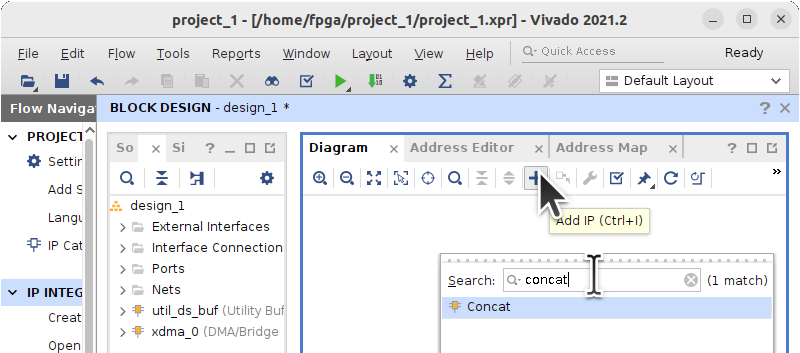 project_1 - [/home/fpga/project_1/project_1.xpr] - Vivado 2021.2
File Edit Flow Tools Reports Window Layout View Help Quick Access Ready
Default Layout
Flow Navigat
BLOCK DESIGN - design_1 *
PROJECT
Settin
Add S
Langu
IP Cat
IP INTEG
Create
Open
So Si
design_1
External Interfaces
Interface Connection
Ports
Nets
util_ds_buf (Utility Buf
xdma_0 (DMA/Bridge
Diagram Address Editor Address Map
Add IP (Ctrl+I)
Search: concat (1 match)
Concat